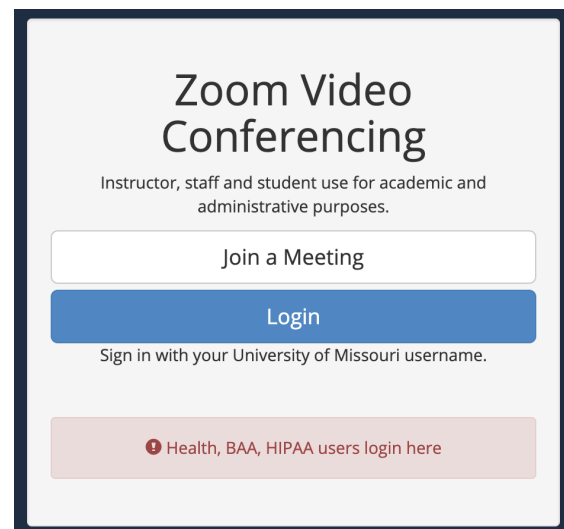 Zoom Video
Conferencing
Instructor, staff and student use for academic and
administrative purposes.
Join a Meeting
Login
Sign in with your University of Missouri username.
Health, BAA, HIPAA users login here